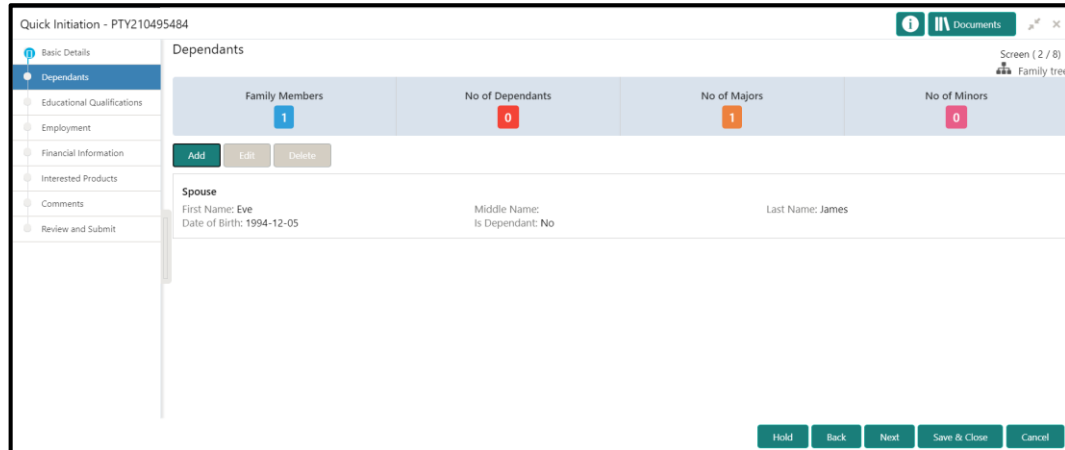 Quick Initiation - PTY210495484
Documents
Basic Details
Dependants
Educational Qualifications
Employment
Financial Information
Interested Products
Comments
Review and Submit
Dependants
Screen ( 2 / 8)
Family tree
Family Members
1
No of Dependants
0
No of Majors
1
No of Minors
0
Add
Edit
Delete
Spouse
First Name: Eve
Middle Name:
Last Name: James
Date of Birth: 1994-12-05
Is Dependant: No
Hold
Back
Next
Save & Close
Cancel